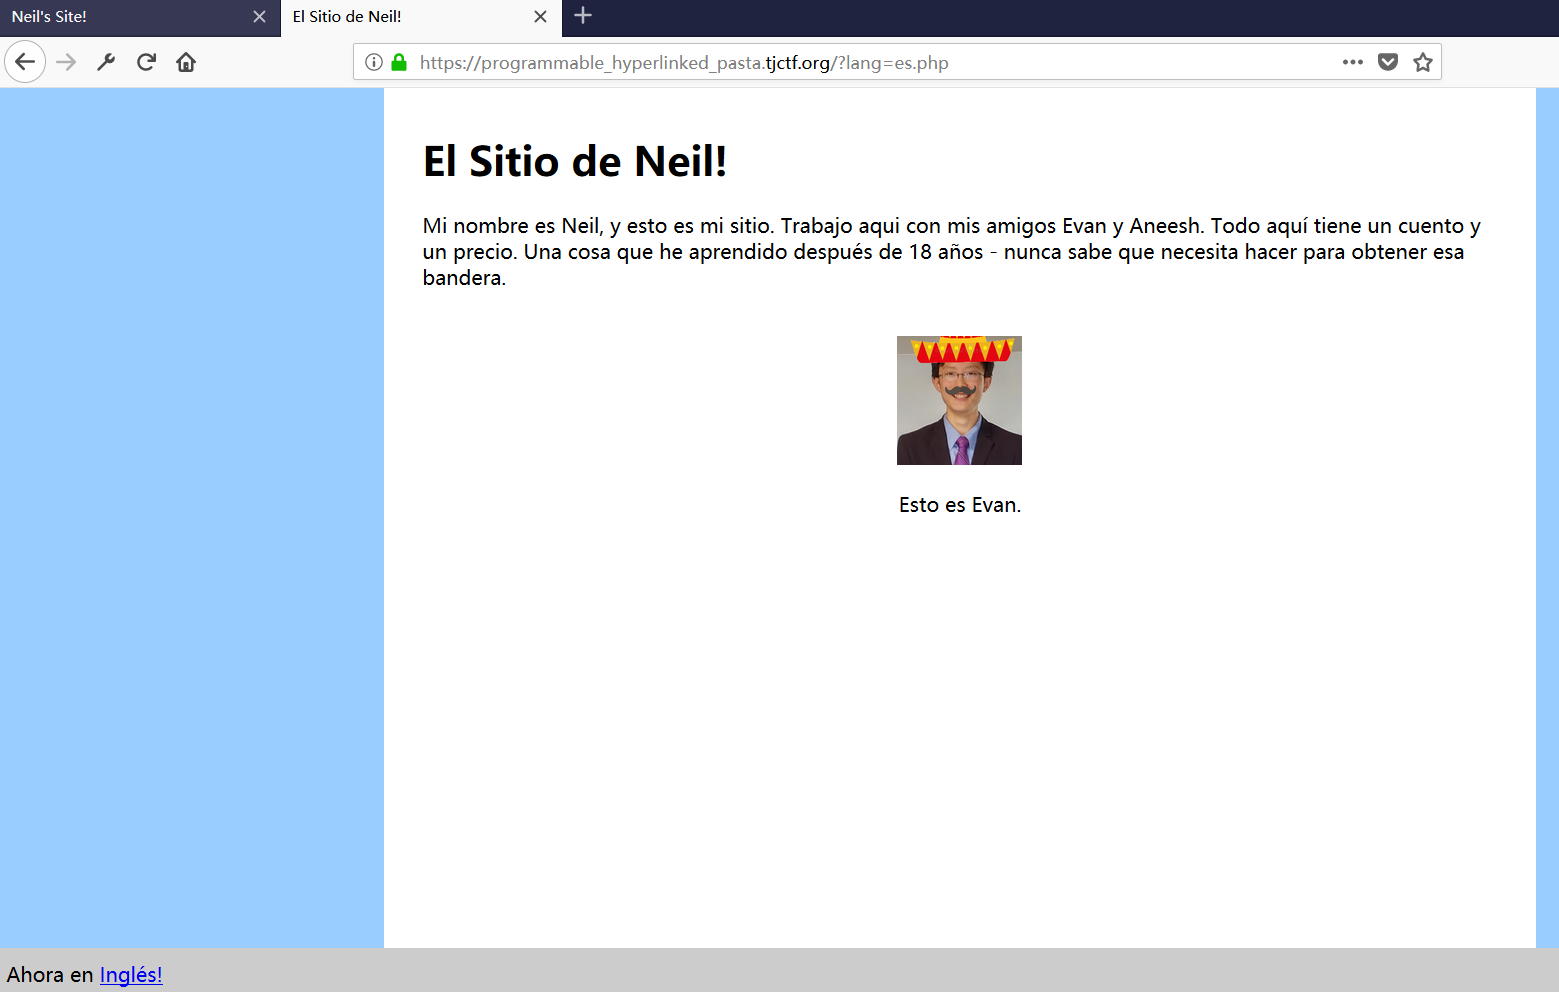 Neil's Site!
El Sitio de Neil!
https://programmable_hyperlinked_pasta.tjctf.org/?lang=es.php
El Sitio de Neil!
Mi nombre es Neil, y esto es mi sitio. Trabajo aqui con mis amigos Evan y Aneesh. Todo aquí tiene un cuento y
un precio. Una cosa que he aprendido después de 18 años - nunca sabe que necesita hacer para obtener esa
bandera.
Esto es Evan.
Ahora en Inglés!